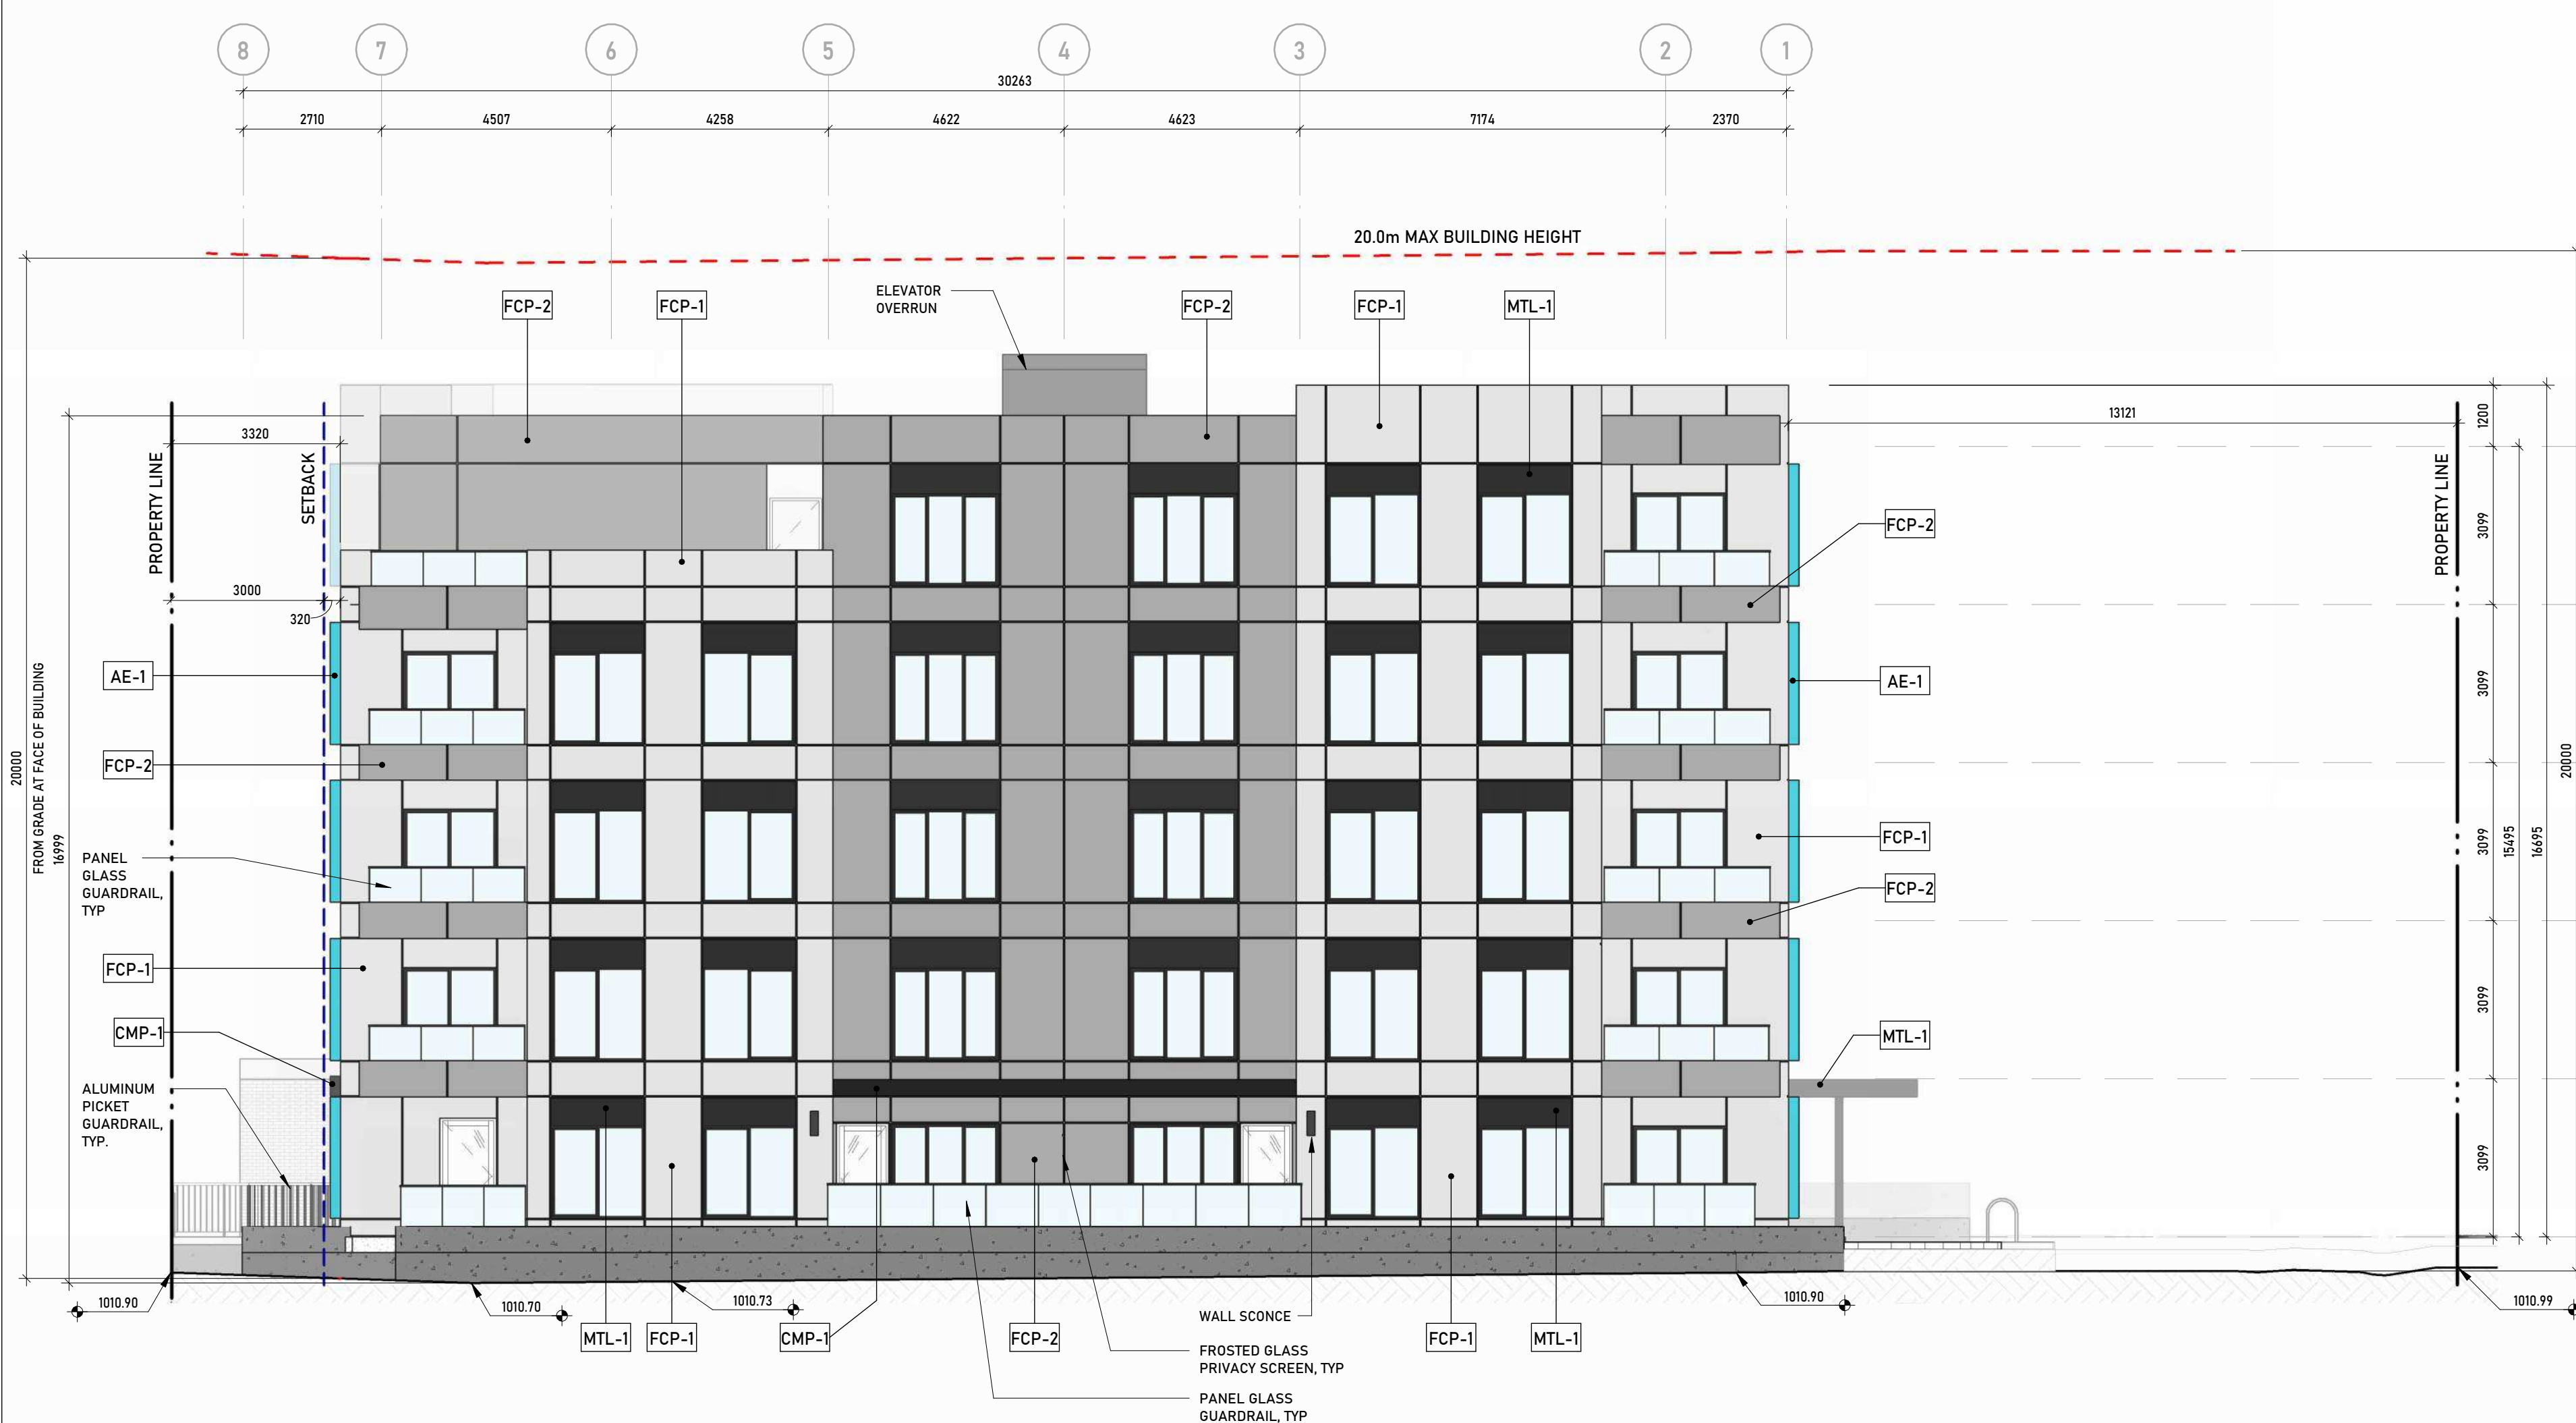 8
7
6
5
4
3
2
1
30263
2710
4507
4258
4622
4623
7174
2370
20.0m MAX BUILDING HEIGHT
FCP-2
FCP-1
ELEVATOR
OVERRUN
FCP-2
FCP-1
MTL-1
3320
13121
1200
PROPERTY LINE
SETBACK
PROPERTY LINE
3099
FCP-2
3000
320
AE-1
AE-1
3099
20000
FROM GRADE AT FACE OF BUILDING
16999
FCP-2
20000
FCP-1
3099
15495
16695
PANEL
GLASS
GUARDRAIL,
TYP
FCP-2
FCP-1
3099
CMP-1
MTL-1
ALUMINUM
PICKET
GUARDRAIL,
TYP.
3099
1010.90
1010.70
1010.73
1010.90
1010.99
WALL SCONCE
MTL-1
FCP-1
CMP-1
FCP-2
FCP-1
MTL-1
FROSTED GLASS
PRIVACY SCREEN, TYP
PANEL GLASS
GUARDRAIL, TYP